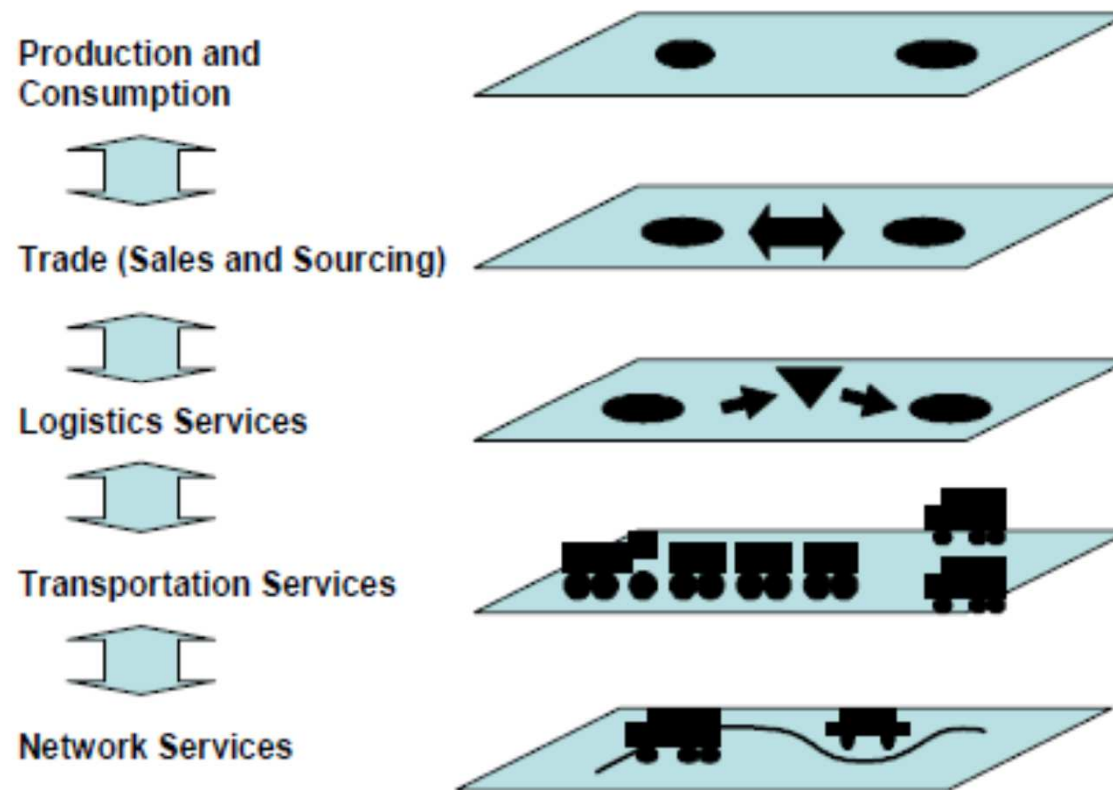 Production and
Consumption
Trade (Sales and Sourcing)
Logistics Services
Transportation Services
Network Services